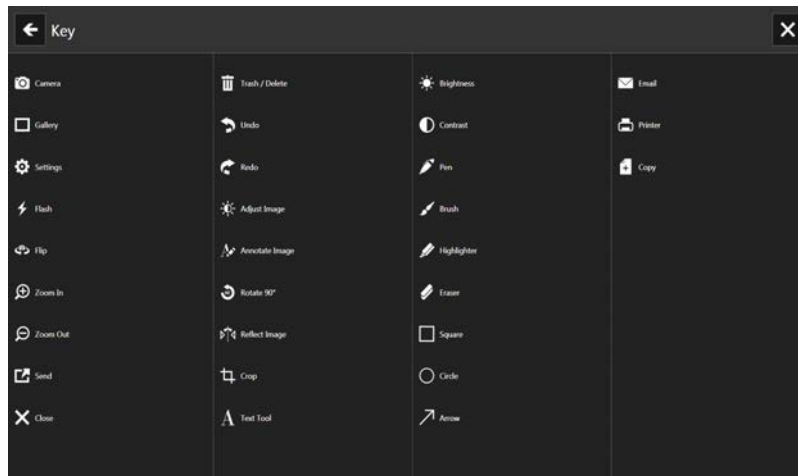 Key
Camera
Gallery
Settings
Flash
Flip
Zoom In
Zoom Out
Send
Close
Trash / Delete
Undo
Redo
Adjust Image
Annotate Image
Rotate 90°
Reflect Image
Crop
Text Tool
Brightness
Contrast
Pen
Brush
Highlighter
Eraser
Square
Circle
Arrow
Email
Printer
Copy